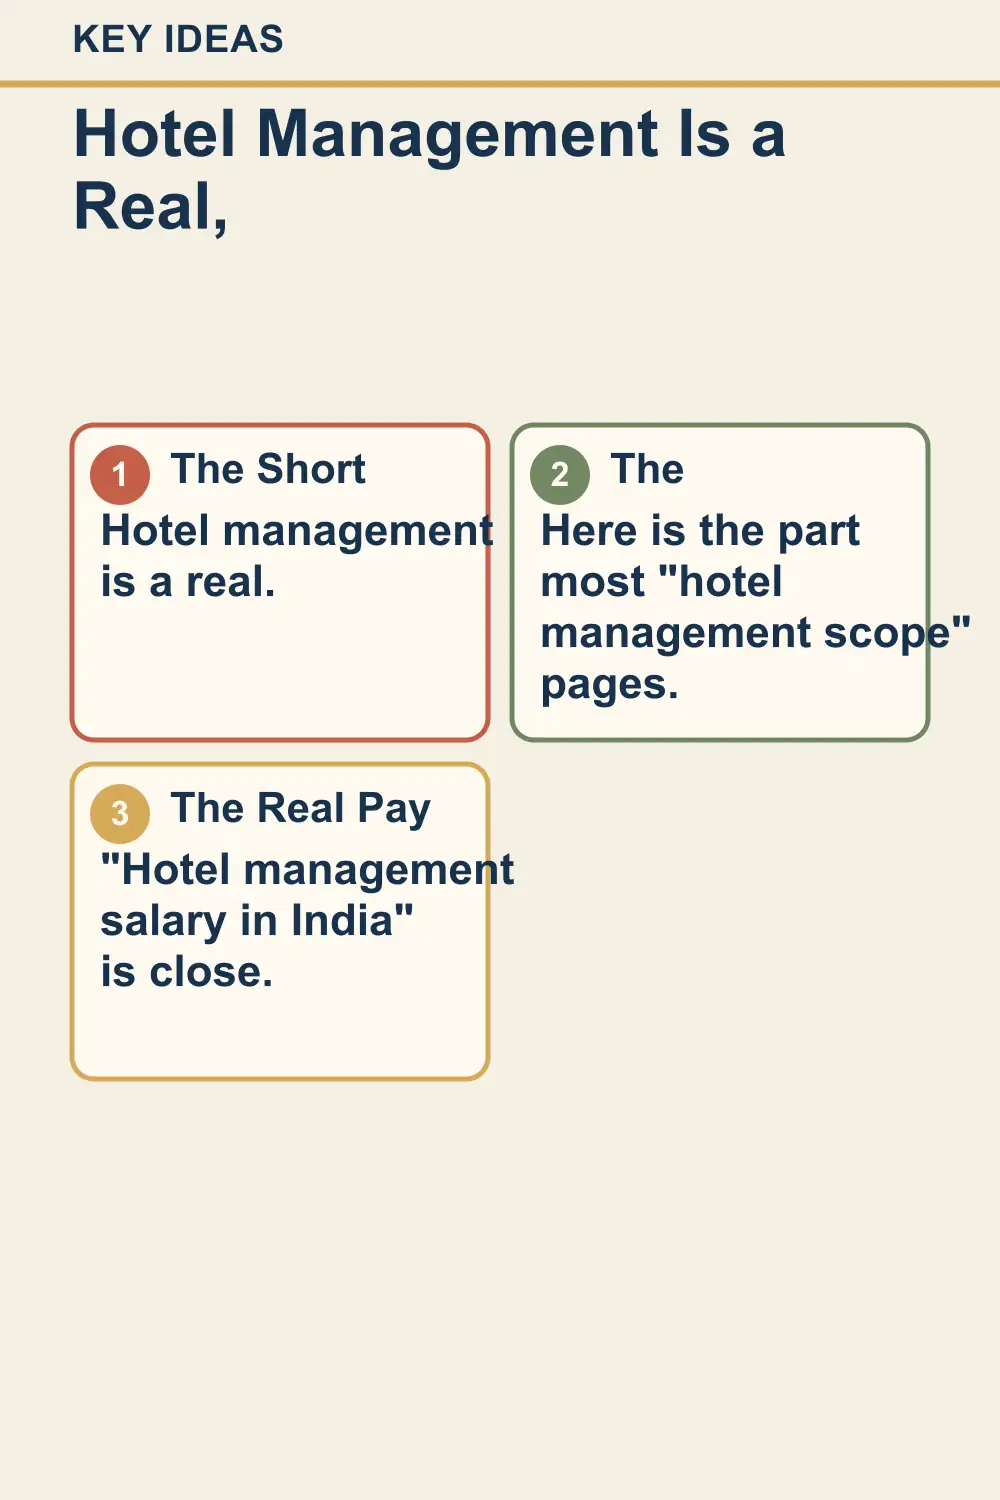 KEY IDEAS
Hotel Management Is a
Real,
1 The Short
Hotel management
is a real.
2 The
Here is the part
most "hotel
management scope"
pages.
3 The Real Pay
"Hotel management
salary in India"
is close.